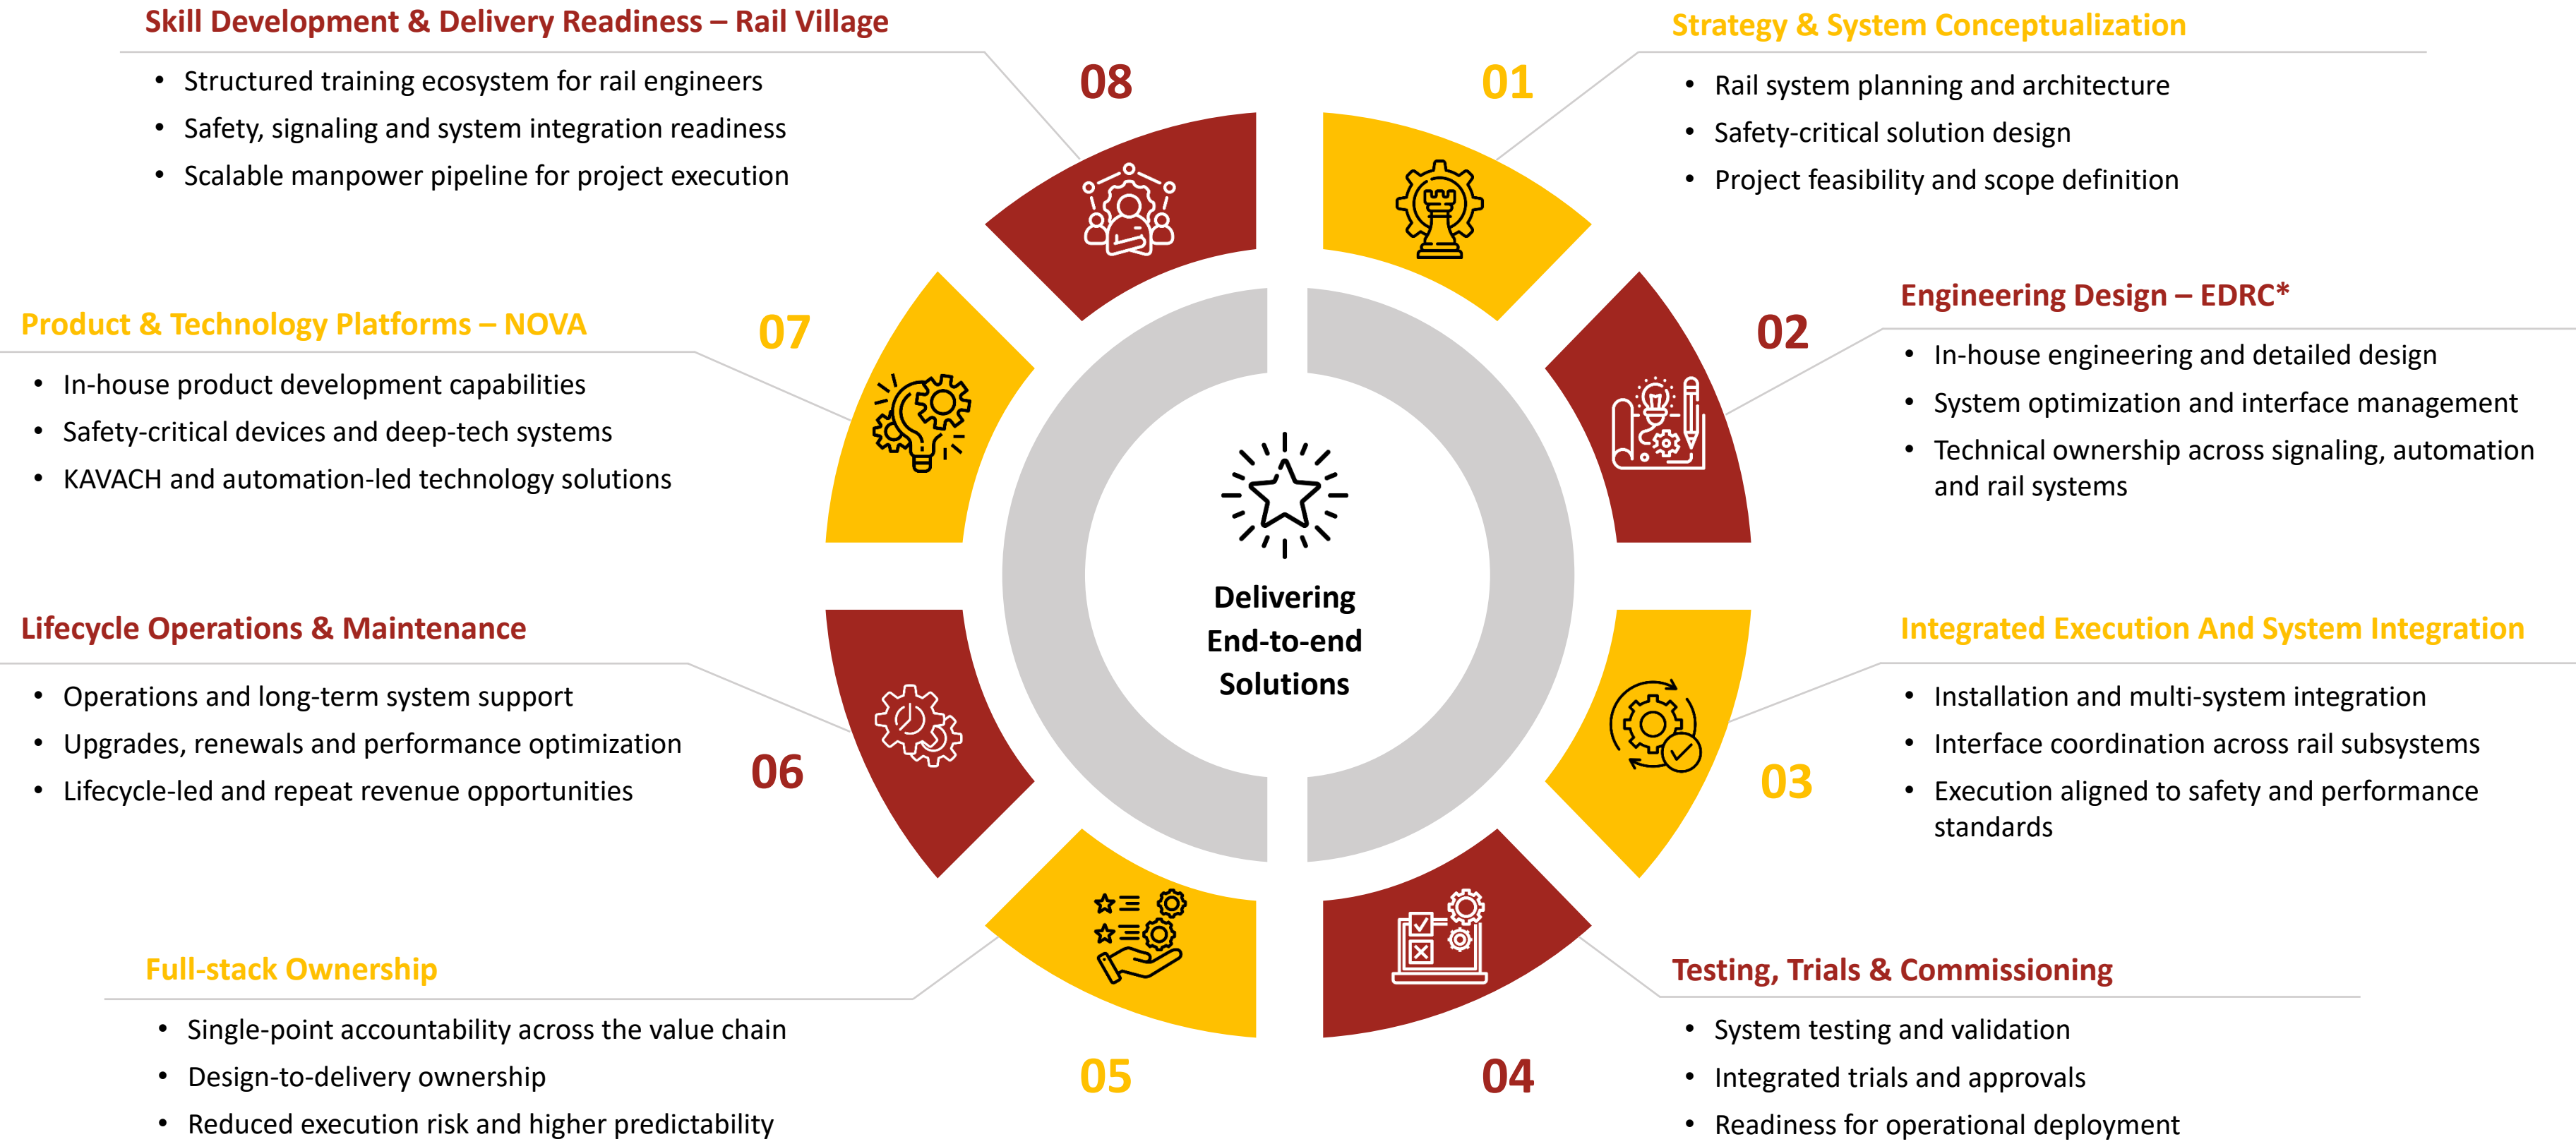 Strategy & System Conceptualization
01
• Rail system planning and architecture
• Safety-critical solution design
• Project feasibility and scope definition
Engineering Design – EDRC*
02
• In-house engineering and detailed design
• System optimization and interface management
• Technical ownership across signaling, automation
and rail systems
Integrated Execution And System Integration
03
• Installation and multi-system integration
• Interface coordination across rail subsystems
• Execution aligned to safety and performance
standards
Testing, Trials & Commissioning
04
• System testing and validation
• Integrated trials and approvals
• Readiness for operational deployment
Full-stack Ownership
05
• Single-point accountability across the value chain
• Design-to-delivery ownership
• Reduced execution risk and higher predictability
Lifecycle Operations & Maintenance
06
• Operations and long-term system support
• Upgrades, renewals and performance optimization
• Lifecycle-led and repeat revenue opportunities
Product & Technology Platforms – NOVA
07
• In-house product development capabilities
• Safety-critical devices and deep-tech systems
• KAVACH and automation-led technology solutions
Skill Development & Delivery Readiness – Rail Village
08
• Structured training ecosystem for rail engineers
• Safety, signaling and system integration readiness
• Scalable manpower pipeline for project execution
Delivering
End-to-end
Solutions